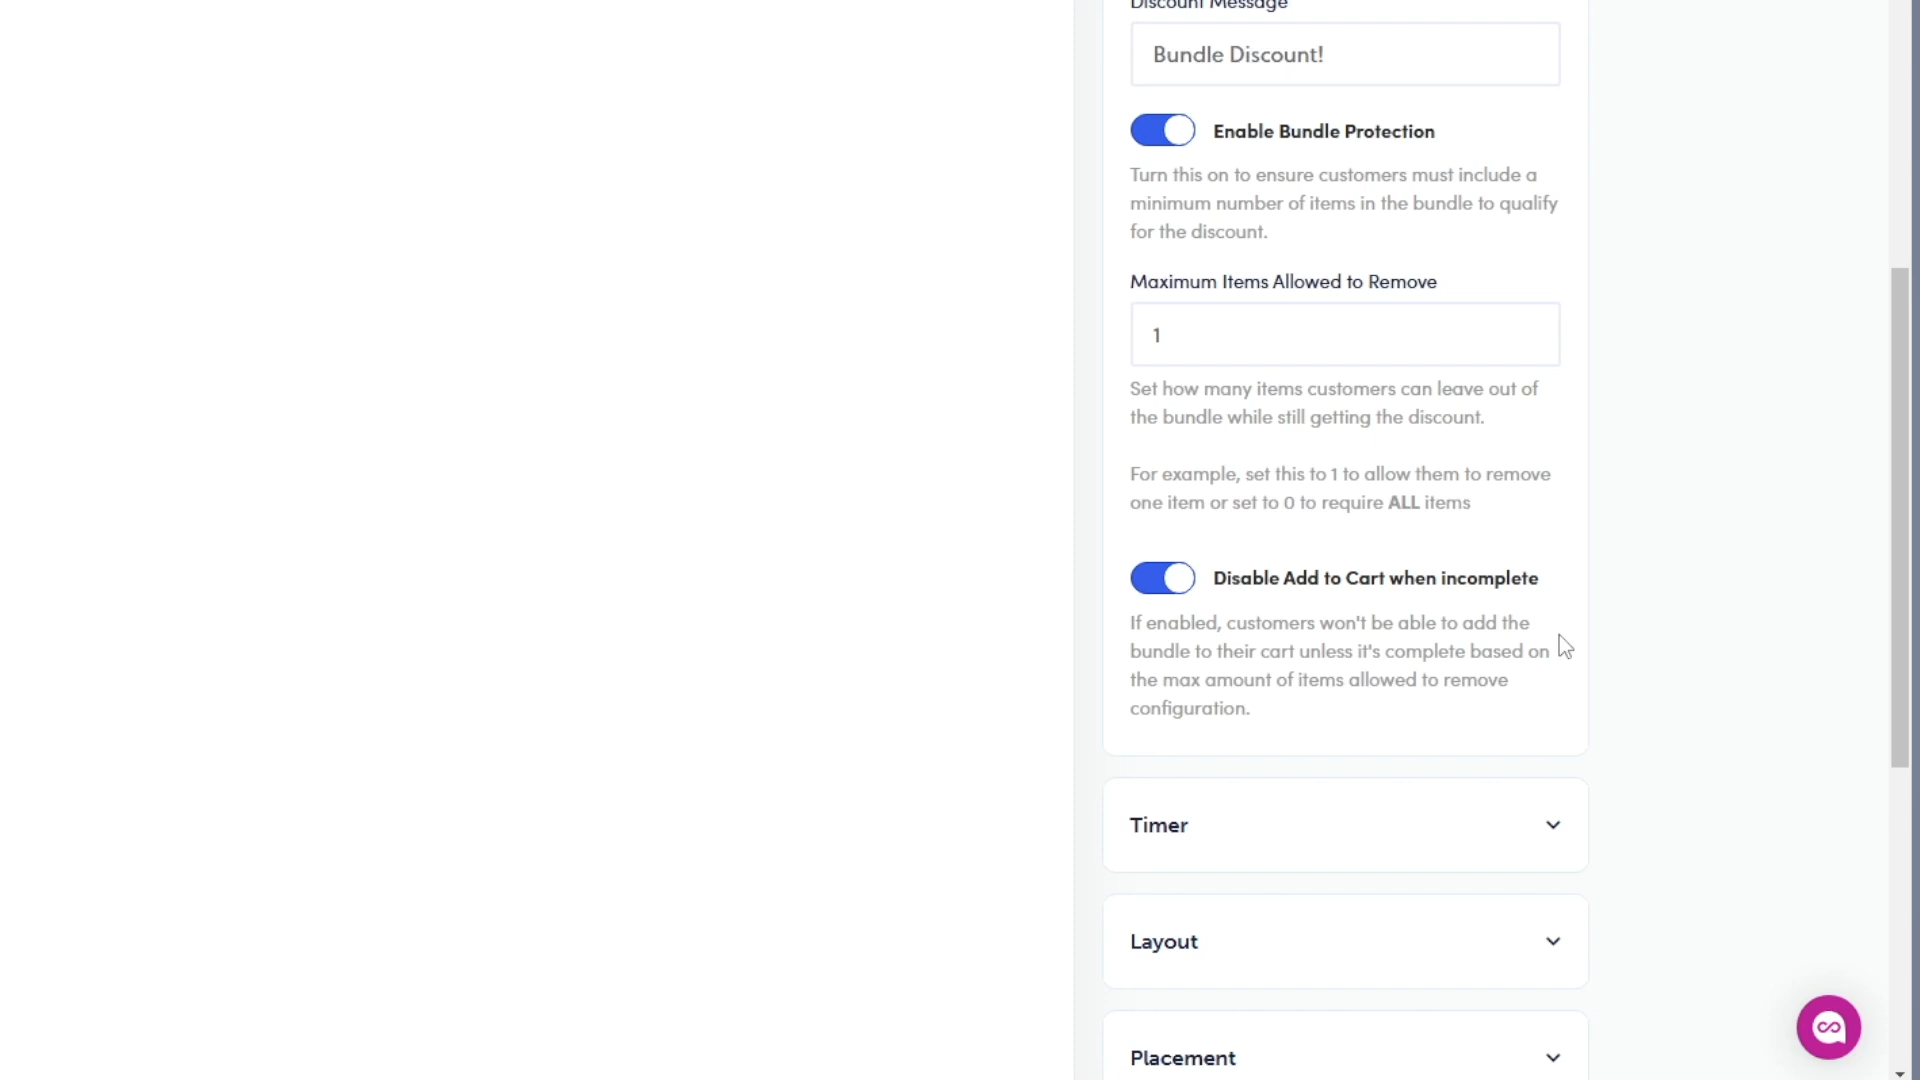 Discount Message
Bundle Discount!
Enable Bundle Protection
Turn this on to ensure customers must include a
minimum number of items in the bundle to qualify
for the discount.
Maximum Items Allowed to Remove
1
Set how many items customers can leave out of
the bundle while still getting the discount.
For example, set this to 1 to allow them to remove
one item or set to 0 to require ALL items
Disable Add to Cart when incomplete
If enabled, customers won't be able to add the
bundle to their cart unless it's complete based on
the max amount of items allowed to remove
configuration.
Timer
Layout
Placement